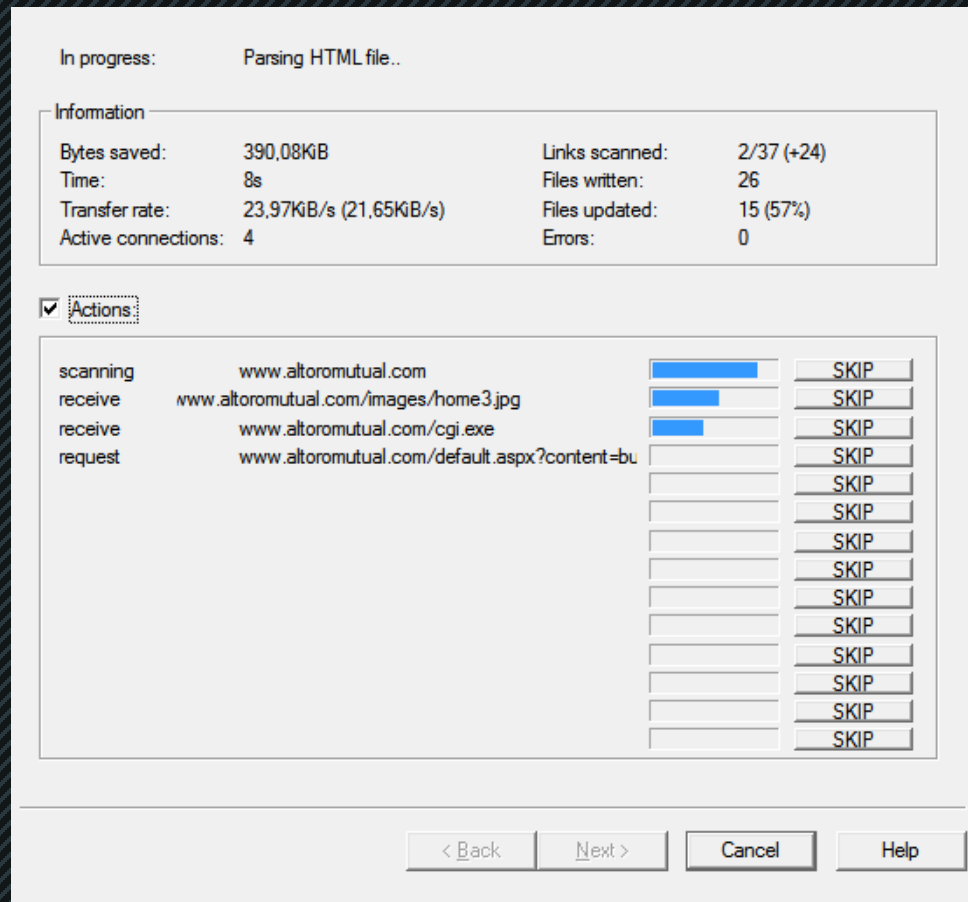 In progress: Parsing HTML file..
Information
Bytes saved: 390,08KiB Links scanned: 2/37 (+24)
Time: 8s Files written: 26
Transfer rate: 23,97KiB/s (21,65KiB/s) Files updated: 15 (57%)
Active connections: 4 Errors: 0
Actions:
scanning www.altoromutual.com SKIP
receive www.altoromutual.com/images/home3.jpg SKIP
receive www.altoromutual.com/cgi.exe SKIP
request www.altoromutual.com/default.aspx?content=bu SKIP
SKIP
SKIP
SKIP
SKIP
SKIP
SKIP
SKIP
SKIP
SKIP
SKIP
< Back Next > Cancel Help